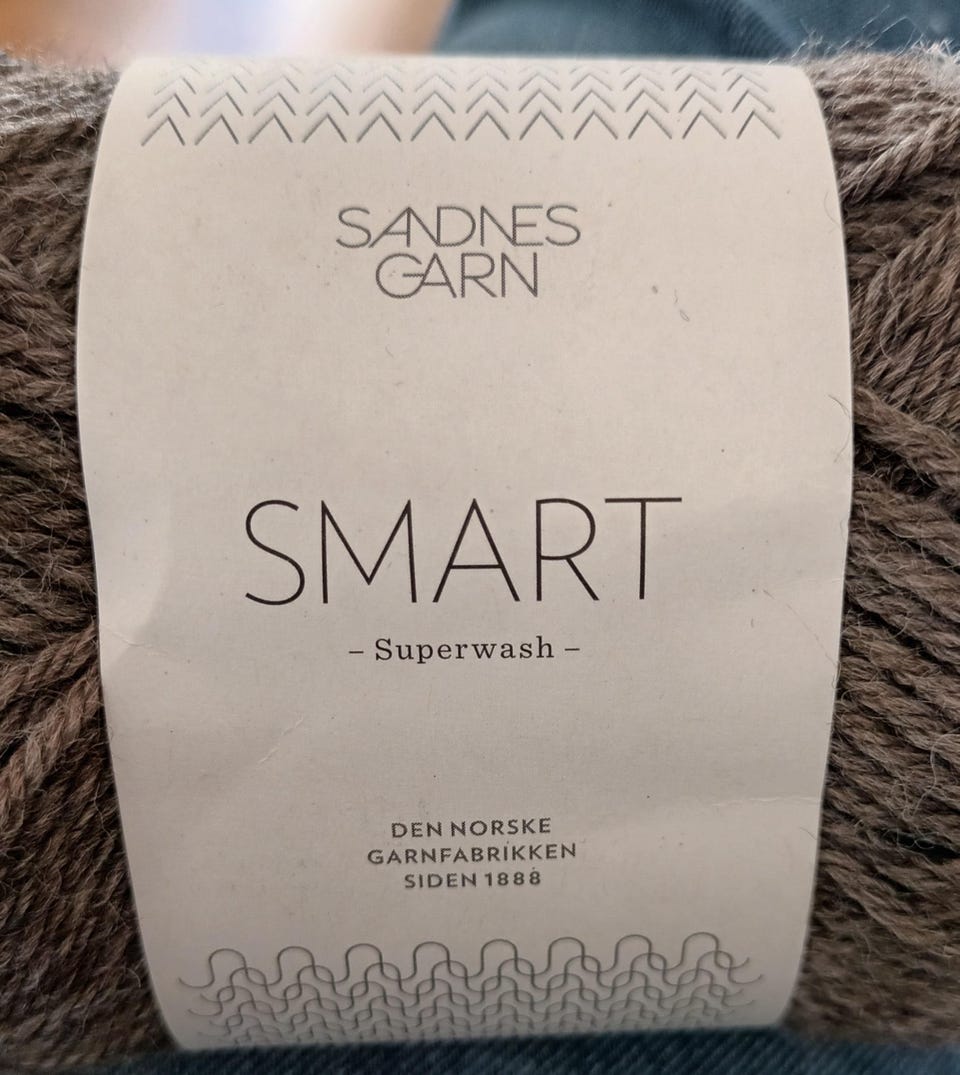 SANDNES
GARN
SMART
– Superwash –
DEN NORSKE
GARNFABRIKKEN
SIDEN 1888